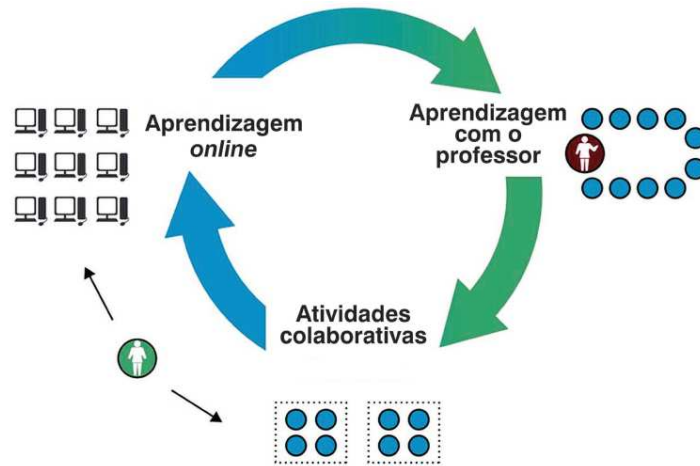 Aprendizagem
online
Aprendizagem
com o
professor
Atividades
colaborativas